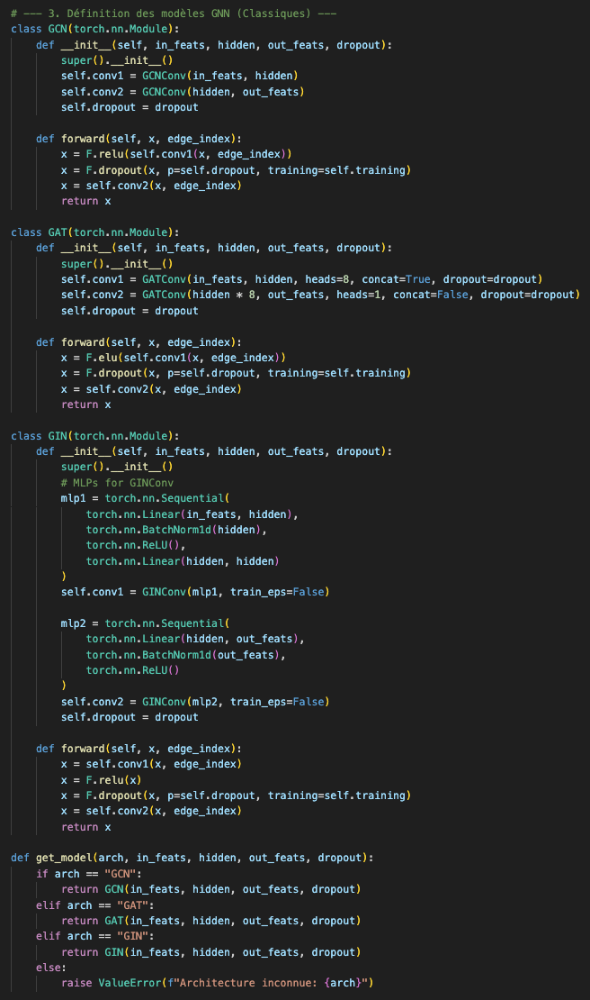 # --- 3. Définition des modèles GNN (Classiques) ---
class GCN(torch.nn.Module):
    def __init__(self, in_feats, hidden, out_feats, dropout):
        super().__init__()
        self.conv1 = GCNConv(in_feats, hidden)
        self.conv2 = GCNConv(hidden, out_feats)
        self.dropout = dropout

    def forward(self, x, edge_index):
        x = F.relu(self.conv1(x, edge_index))
        x = F.dropout(x, p=self.dropout, training=self.training)
        x = self.conv2(x, edge_index)
        return x

class GAT(torch.nn.Module):
    def __init__(self, in_feats, hidden, out_feats, dropout):
        super().__init__()
        self.conv1 = GATConv(in_feats, hidden, heads=8, concat=True, dropout=dropout)
        self.conv2 = GATConv(hidden * 8, out_feats, heads=1, concat=False, dropout=dropout)
        self.dropout = dropout

    def forward(self, x, edge_index):
        x = F.elu(self.conv1(x, edge_index))
        x = F.dropout(x, p=self.dropout, training=self.training)
        x = self.conv2(x, edge_index)
        return x

class GIN(torch.nn.Module):
    def __init__(self, in_feats, hidden, out_feats, dropout):
        super().__init__()
        # MLPs for GINConv
        mlp1 = torch.nn.Sequential(
            torch.nn.Linear(in_feats, hidden),
            torch.nn.BatchNorm1d(hidden),
            torch.nn.ReLU(),
            torch.nn.Linear(hidden, hidden)
        )
        self.conv1 = GINConv(mlp1, train_eps=False)

        mlp2 = torch.nn.Sequential(
            torch.nn.Linear(hidden, out_feats),
            torch.nn.BatchNorm1d(out_feats),
            torch.nn.ReLU()
        )
        self.conv2 = GINConv(mlp2, train_eps=False)
        self.dropout = dropout

    def forward(self, x, edge_index):
        x = self.conv1(x, edge_index)
        x = F.relu(x)
        x = F.dropout(x, p=self.dropout, training=self.training)
        x = self.conv2(x, edge_index)
        return x

def get_model(arch, in_feats, hidden, out_feats, dropout):
    if arch == "GCN":
        return GCN(in_feats, hidden, out_feats, dropout)
    elif arch == "GAT":
        return GAT(in_feats, hidden, out_feats, dropout)
    elif arch == "GIN":
        return GIN(in_feats, hidden, out_feats, dropout)
    else:
        raise ValueError(f"Architecture inconnue: {arch}")